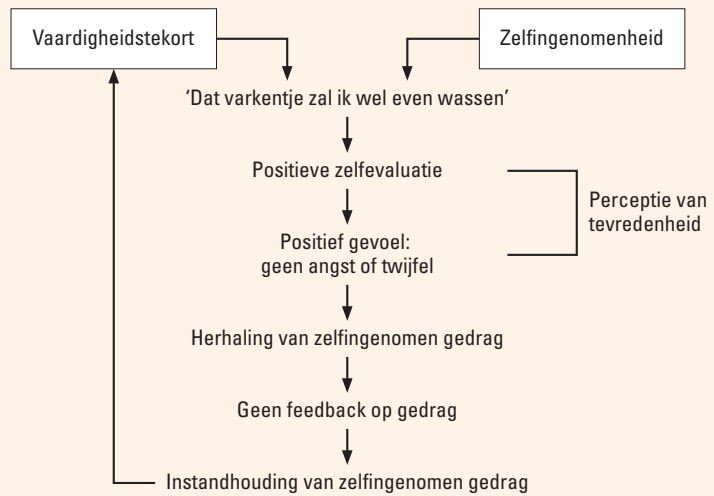 Vaardigheidstekort
Zelfingenomenheid
‘Dat varkentje zal ik wel even wassen’
Positieve zelfevaluatie
Perceptie van
tevredenheid
Positief gevoel:
geen angst of twijfel
Herhaling van zelfingenomen gedrag
Geen feedback op gedrag
Instandhouding van zelfingenomen gedrag